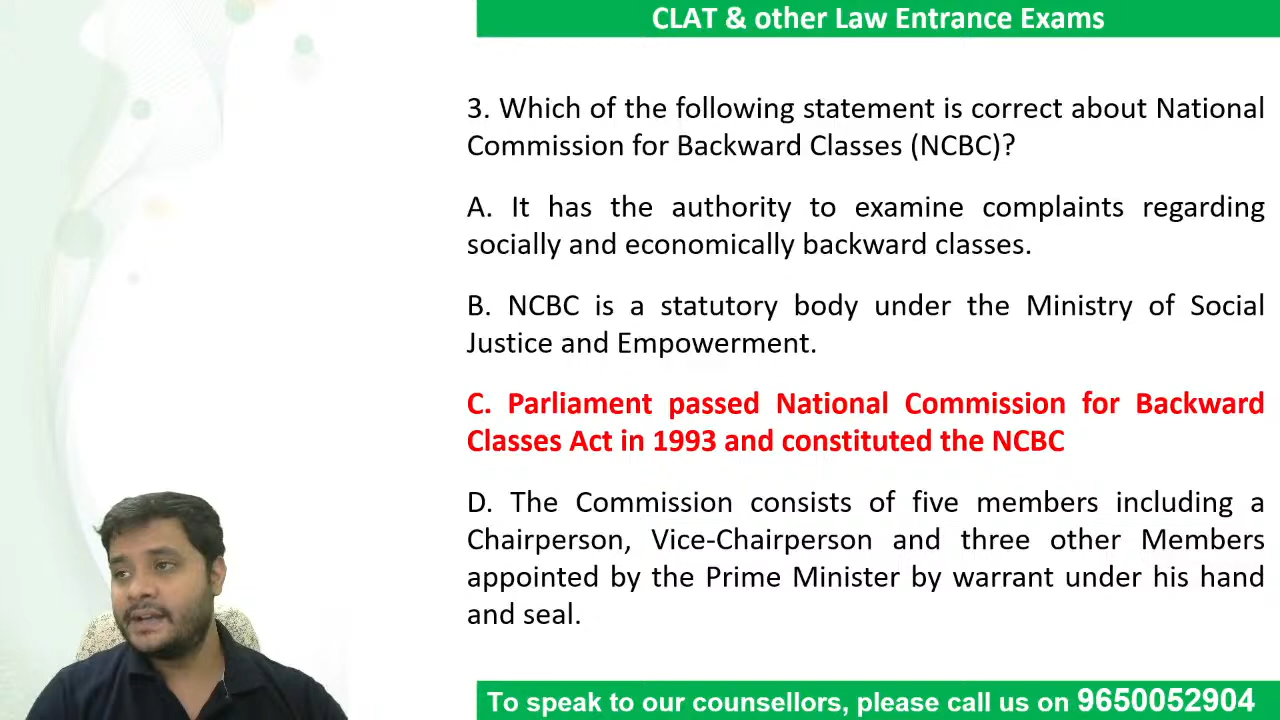 CLAT & other Law Entrance Exams
3. Which of the following statement is correct about National
Commission for Backward Classes (NCBC)?
A. It has the authority to examine complaints regarding
socially and economically backward classes.
B. NCBC is a statutory body under the Ministry of Social
Justice and Empowerment.
C. Parliament passed National Commission for Backward
Classes Act in 1993 and constituted the NCBC
D. The Commission consists of five members including a
Chairperson, Vice-Chairperson and three other Members
appointed by the Prime Minister by warrant under his hand
and seal.
To speak to our counsellors, please call us on 9650052904